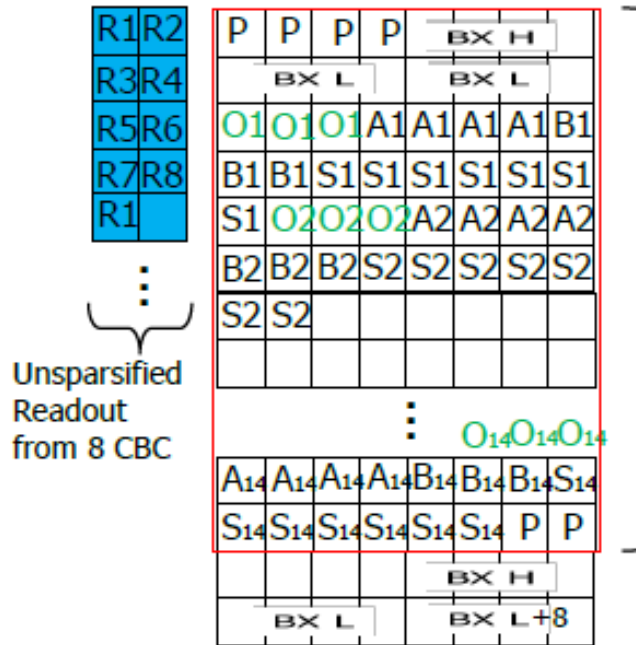 R1 R2
R3 R4
R5 R6
R7 R8
R1
Unsparsified
Readout
from 8 CBC
P P P P BX H
BX L BX L
O1 O1 O1 A1 A1 A1 A1 B1
B1 B1 S1 S1 S1 S1 S1 S1
S1 O2 O2 O2 A2 A2 A2 A2
B2 B2 B2 S2 S2 S2 S2 S2
S2 S2
O14 O14 O14
A14 A14 A14 A14 B14 B14 B14 S14
S14 S14 S14 S14 S14 S14 P P
BX H
BX L BX L+8